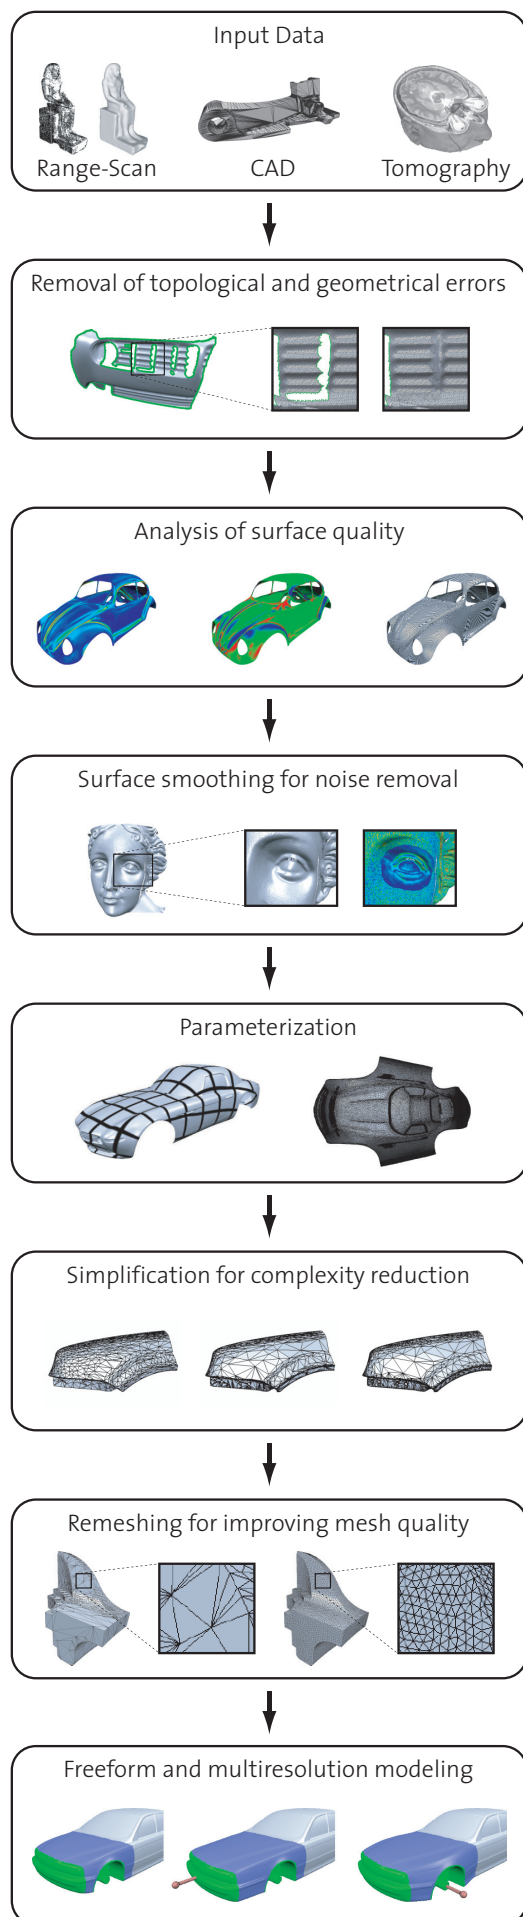 Input Data
Range-Scan CAD Tomography
Removal of topological and geometrical errors
Analysis of surface quality
Surface smoothing for noise removal
Parameterization
Simplification for complexity reduction
Remeshing for improving mesh quality
Freeform and multiresolution modeling